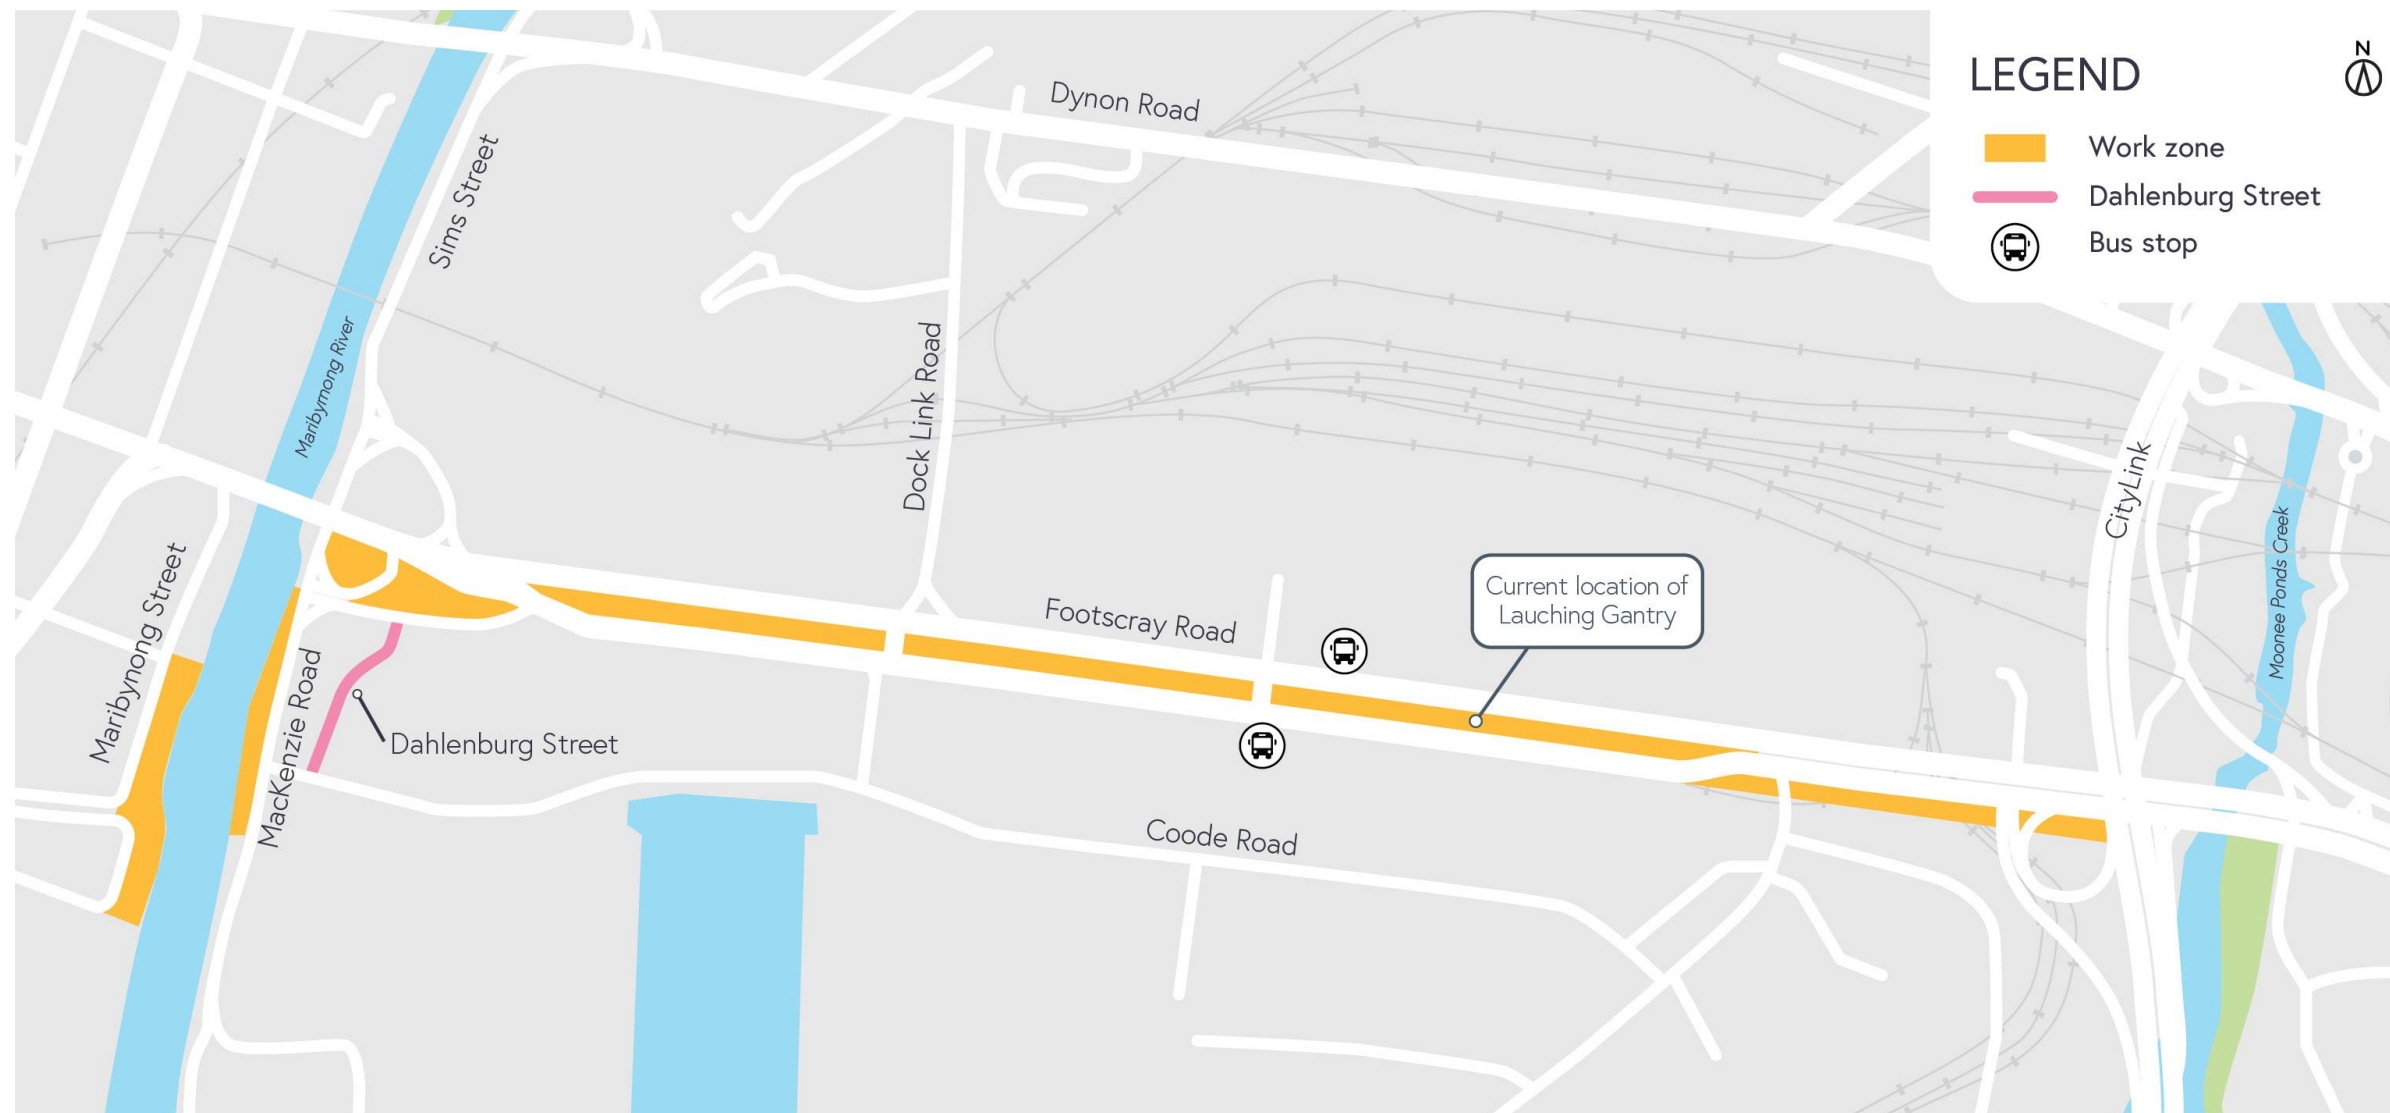 LEGEND
N
Work zone
Dahlenburg Street
Bus stop
Dynon Road
Sims Street
Maribyrnong River
Dock Link Road
CityLink
Moonee Ponds Creek
Maribynong Street
Footscray Road
Current location of
Lauching Gantry
MacKenzie Road
Dahlenburg Street
Coode Road